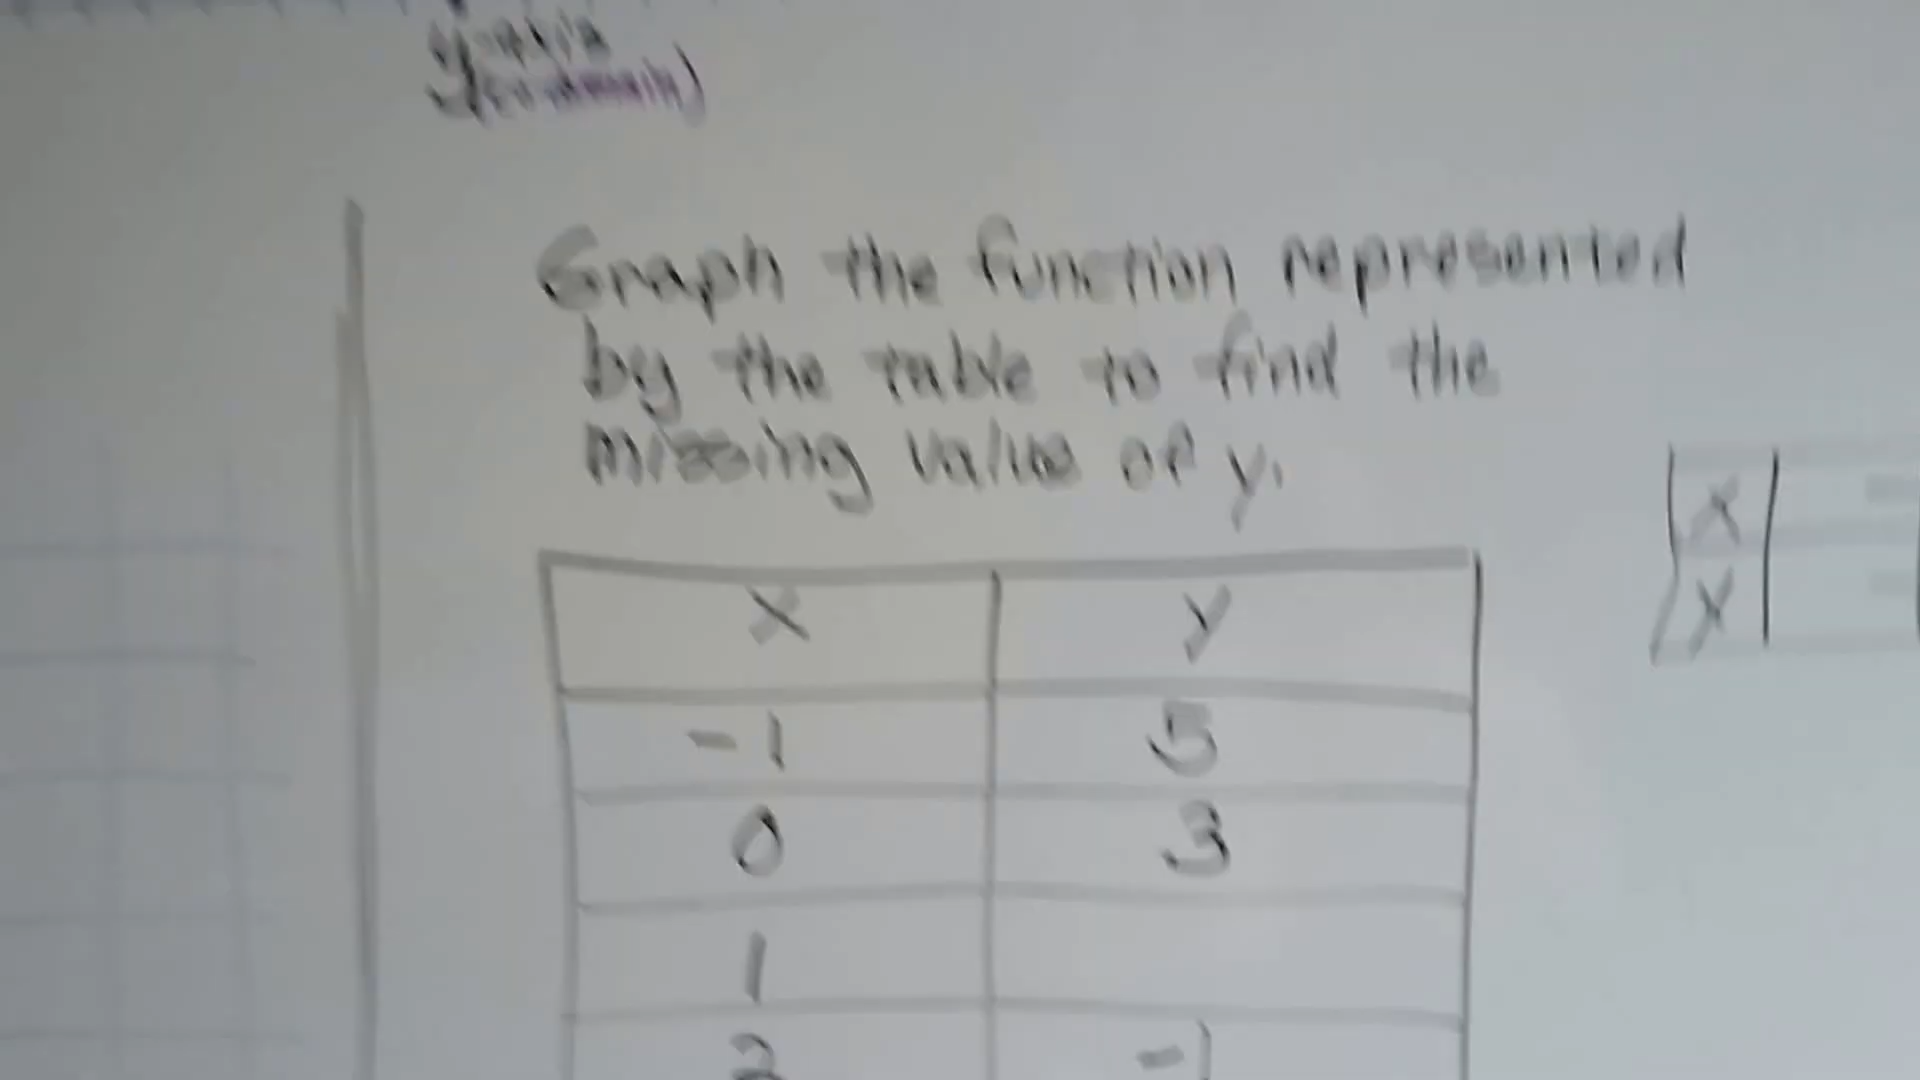 Graph the function represented
by the table to find the
missing value of y.
x y
-1 5
0 3
1
2 -1
x
y